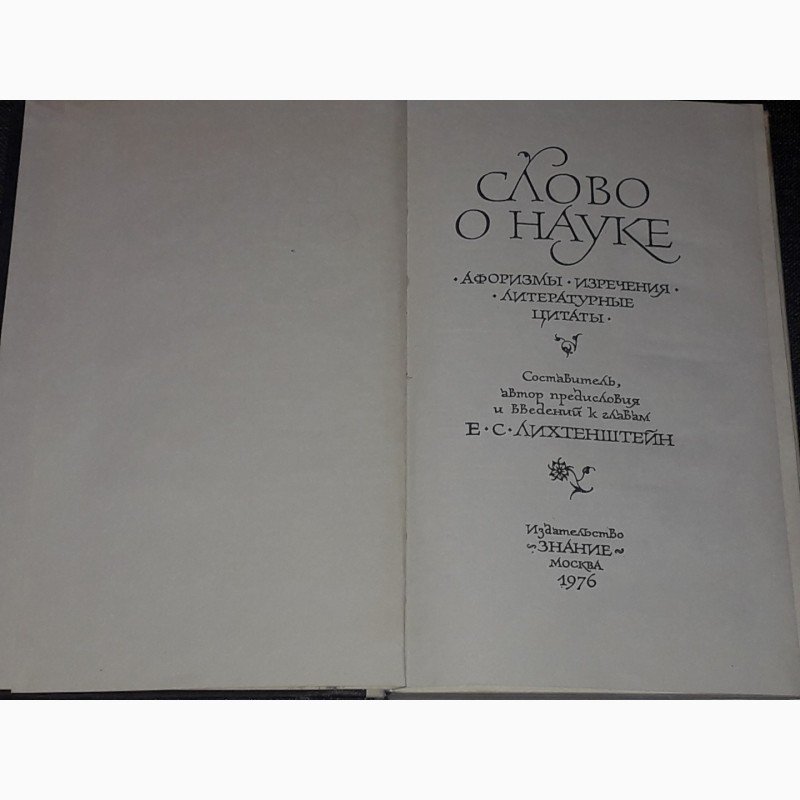 СЛОВО
О НАУКЕ
• АФОРИЗМЫ • ИЗРЕЧЕНИЯ •
• ЛИТЕРАТУРНЫЕ
ЦИТАТЫ •
Составитель,
автор предисловия
и введений к главам
Е • С • ЛИХТЕНШТЕЙН
Издательство
~ЗНАНИЕ~
МОСКВА
1976